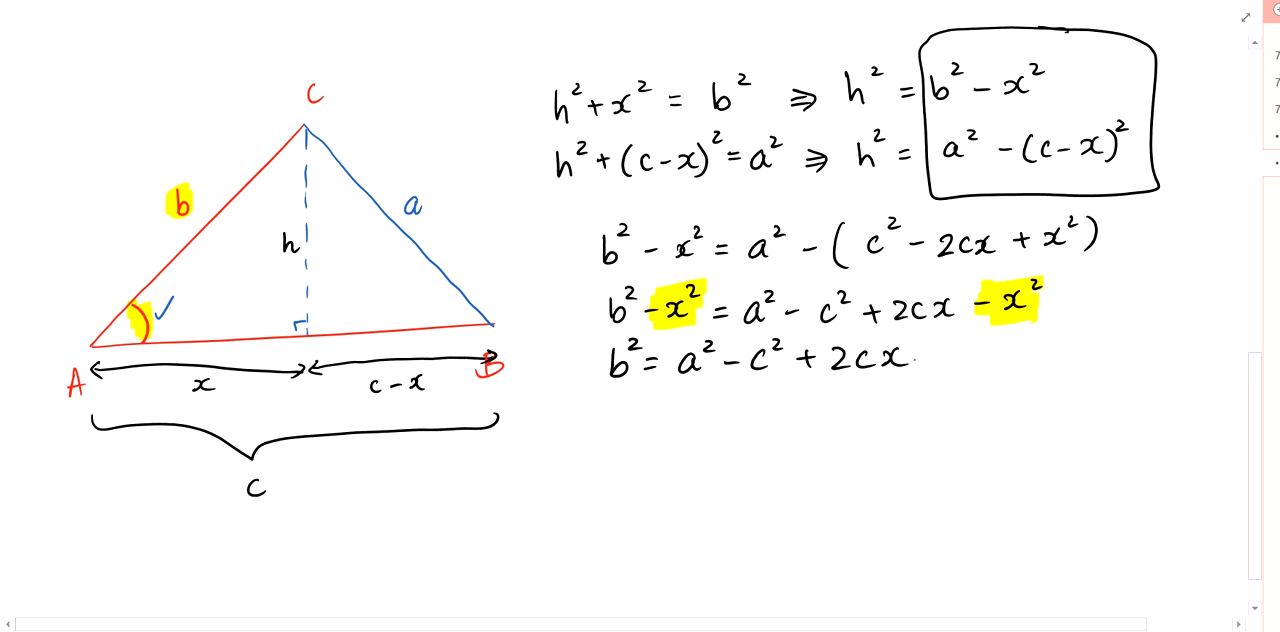 C
h² + x² = b² ⇒ h² = b² - x²
h² + (c-x)² = a² ⇒ h² = a² - (c-x)²
b
a
h
b² - x² = a² - ( c² - 2cx + x²)
b² - x² = a² - c² + 2cx - x²
b² = a² - c² + 2cx
A
x
c - x
B
c